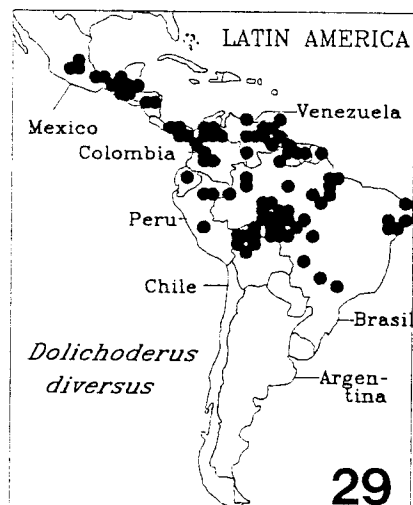 LATIN AMERICA
Venezuela
Mexico
Colombia
Peru
Chile
Brasil
Dolichoderus
diversus
Argen-
tina
29